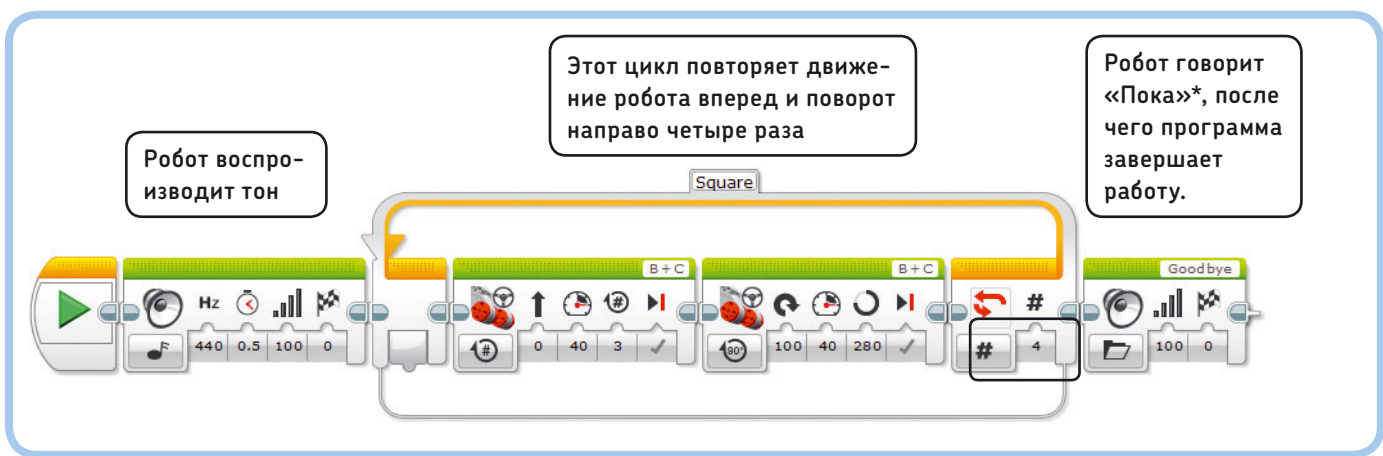 Робот воспро-
изводит тон
Этот цикл повторяет движе-
ние робота вперед и поворот
направо четыре раза
Робот говорит
«Пока»*, после
чего программа
завершает
работу.
Square
B+C
B+C
Goodbye
Hz
#
#
440 0.5 100 0
#
0 40 3
90°
100 40 280
#
4
100 0